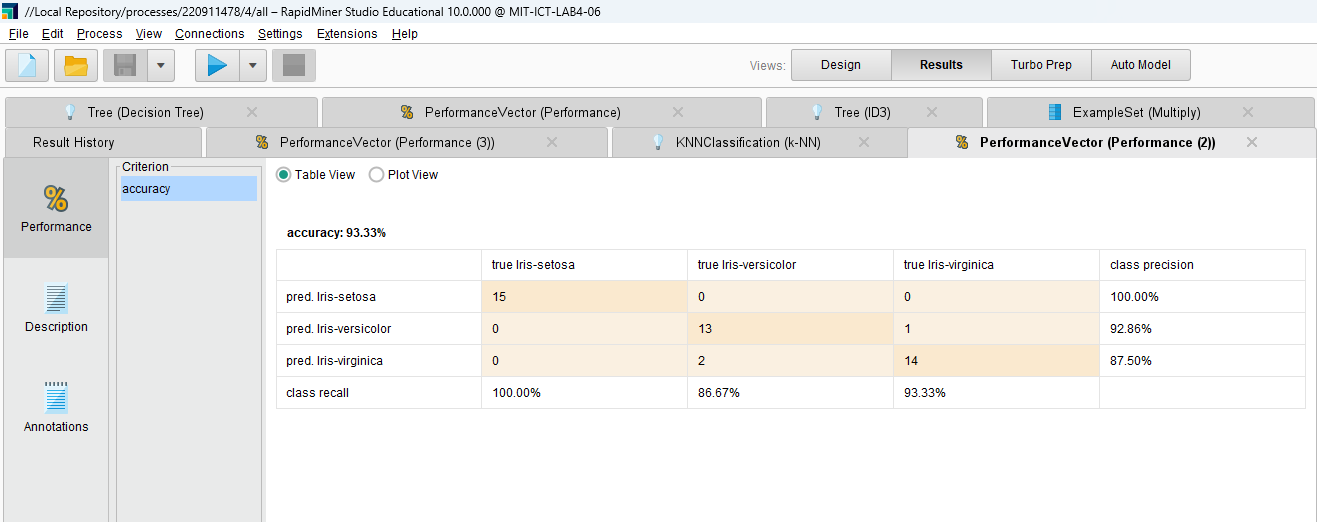 //Local Repository/processes/220911478/4/all – RapidMiner Studio Educational 10.0.000 @ MIT-ICT-LAB4-06
File Edit Process View Connections Settings Extensions Help
Views: Design Results Turbo Prep Auto Model
Tree (Decision Tree) PerformanceVector (Performance) Tree (ID3) ExampleSet (Multiply)
Result History PerformanceVector (Performance (3)) KNNClassification (k-NN) PerformanceVector (Performance (2))
Criterion
accuracy
Table View Plot View
% Performance
Description
Annotations
accuracy: 93.33%
true Iris-setosa true Iris-versicolor true Iris-virginica class precision
pred. Iris-setosa 15 0 0 100.00%
pred. Iris-versicolor 0 13 1 92.86%
pred. Iris-virginica 0 2 14 87.50%
class recall 100.00% 86.67% 93.33%